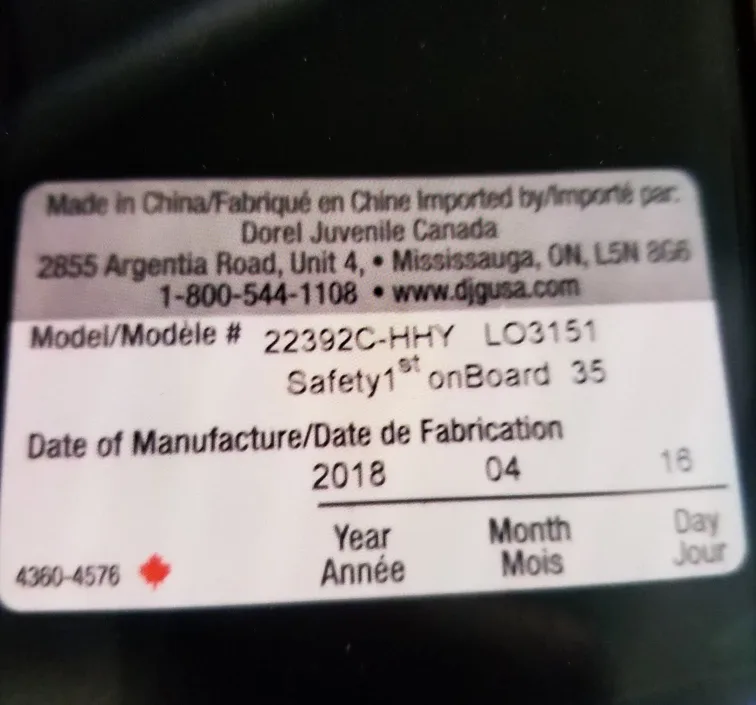 Made in China/Fabriqué en Chine Imported by/Importé par:
Dorel Juvenile Canada
2855 Argentia Road, Unit 4, • Mississauga, ON, L5N 8G6
1-800-544-1108 • www.djgusa.com
Model/Modèle # 22392C-HHY LO3151
Safety1st onBoard 35
Date of Manufacture/Date de Fabrication
2018 04 16
Year Month Day
Année Mois Jour
4360-4576